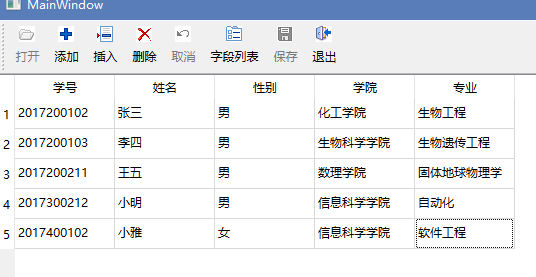 MainWindow
打开 添加 插入 删除 取消 字段列表 保存 退出
学号 姓名 性别 学院 专业
1 2017200102 张三 男 化工学院 生物工程
2 2017200103 李四 男 生物科学学院 生物遗传工程
3 2017200211 王五 男 数理学院 固体地球物理学
4 2017300212 小明 男 信息科学学院 自动化
5 2017400102 小雅 女 信息科学学院 软件工程